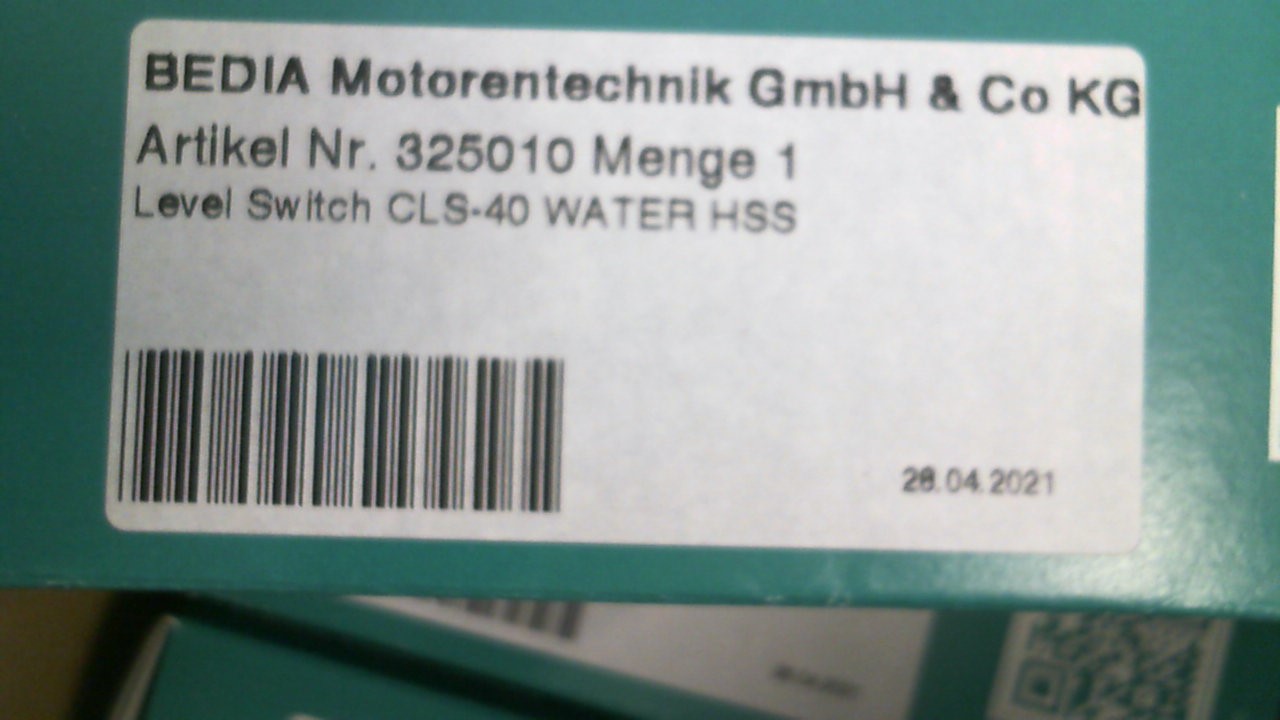 BEDIA Motorentechnik GmbH & Co KG
Artikel Nr. 325010 Menge 1
Level Switch CLS-40 WATER HSS
28.04.2021